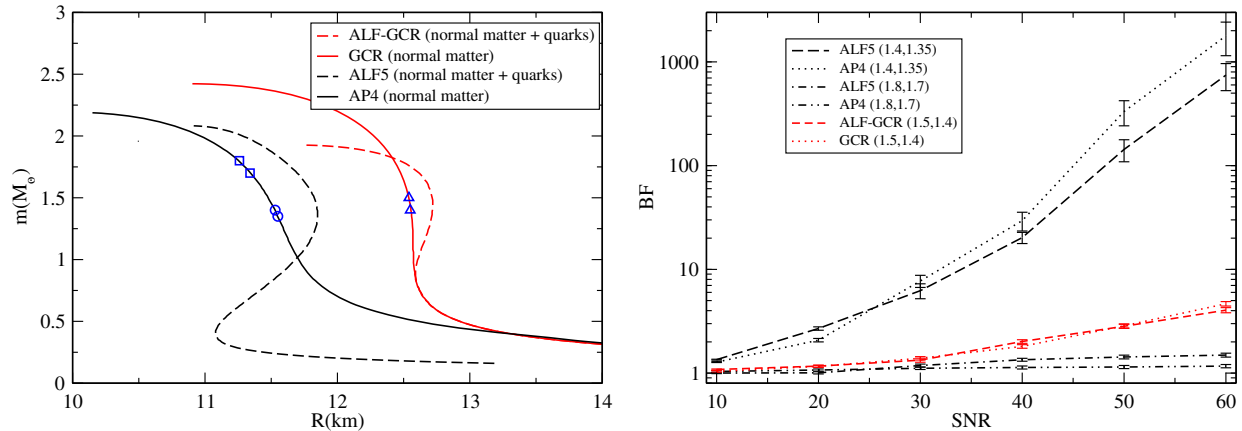 ALF-GCR (normal matter + quarks)
GCR (normal matter)
ALF5 (normal matter + quarks)
AP4 (normal matter)
3
2.5
2
1.5
1
0.5
0
m(M⊙)
10
11
12
13
14
R(km)
ALF5 (1.4,1.35)
AP4 (1.4,1.35)
ALF5 (1.8,1.7)
AP4 (1.8,1.7)
ALF-GCR (1.5,1.4)
GCR (1.5,1.4)
1000
100
10
1
BF
10
20
30
40
50
60
SNR